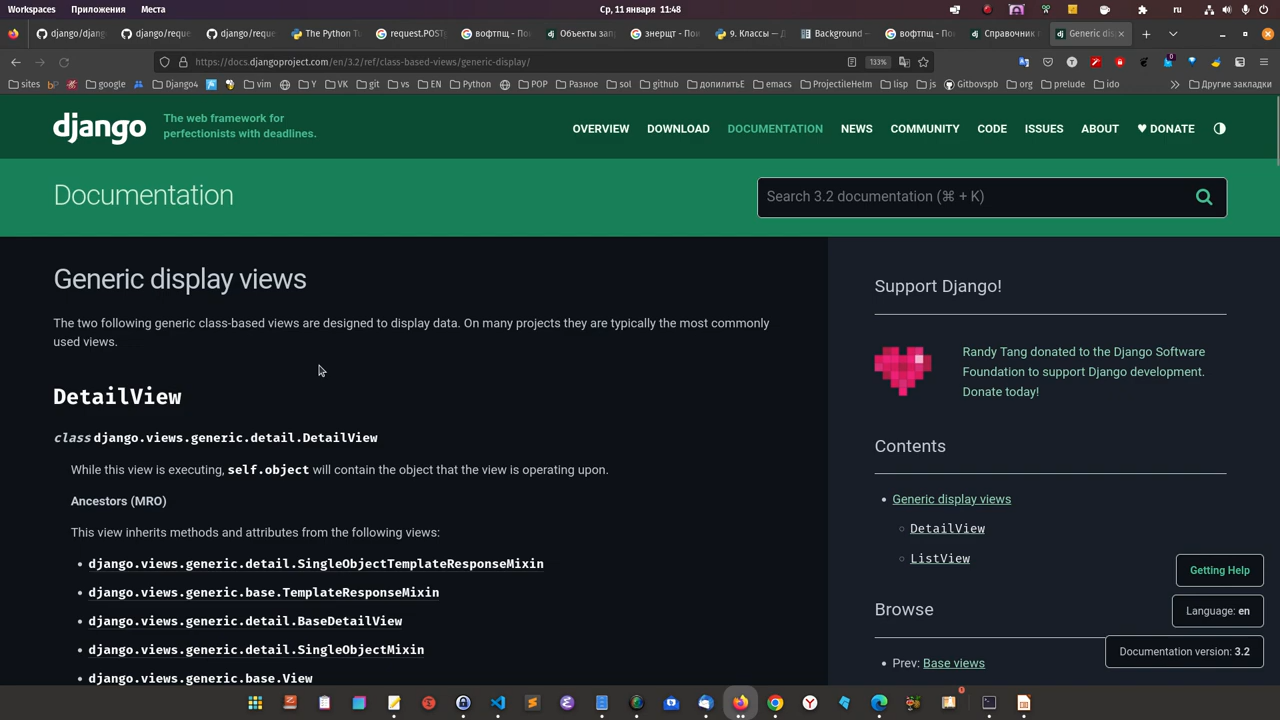 Workspaces Приложения Места Ср, 11 января 11:48 ru
django/djang django/reque django/reque The Python Tu request.POST вофтпщ - Пои Объекты запр знерщт - Пои 9. Классы — Д Background – вофтпщ - Пои Справочник п Generic disp
https://docs.djangoproject.com/en/3.2/ref/class-based-views/generic-display/ 133%
sites google Django4 vim Y VK git vs EN Python POP Разное sol github допилитьЕ emacs ProjectileHelm lisp Gitbovspb org prelude ido Другие закладки
django The web framework for
perfectionists with deadlines.
OVERVIEW DOWNLOAD DOCUMENTATION NEWS COMMUNITY CODE ISSUES ABOUT ♥ DONATE
Documentation
Search 3.2 documentation (⌘ + K)
Generic display views
The two following generic class-based views are designed to display data. On many projects they are typically the most commonly
used views.
DetailView
class django.views.generic.detail.DetailView
While this view is executing, self.object will contain the object that the view is operating upon.
Ancestors (MRO)
This view inherits methods and attributes from the following views:
• django.views.generic.detail.SingleObjectTemplateResponseMixin
• django.views.generic.base.TemplateResponseMixin
• django.views.generic.detail.BaseDetailView
• django.views.generic.detail.SingleObjectMixin
• django.views.generic.base.View
Support Django!
Randy Tang donated to the Django Software
Foundation to support Django development.
Donate today!
Contents
• Generic display views
DetailView
ListView
Browse
• Prev: Base views
Getting Help
Language: en
Documentation version: 3.2